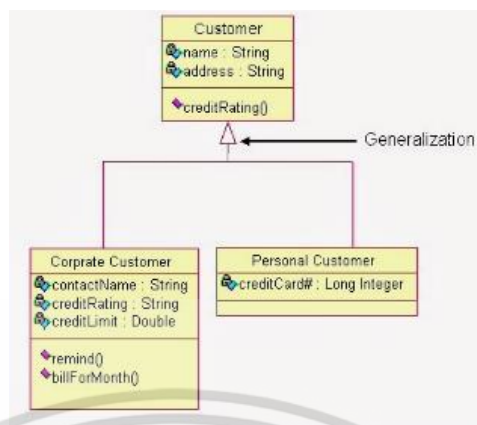 Customer
name : String
address : String
creditRating()
Generalization
Corprate Customer
contactName : String
creditRating : String
creditLimit : Double
remind()
billForMonth()
Personal Customer
creditCard# : Long Integer